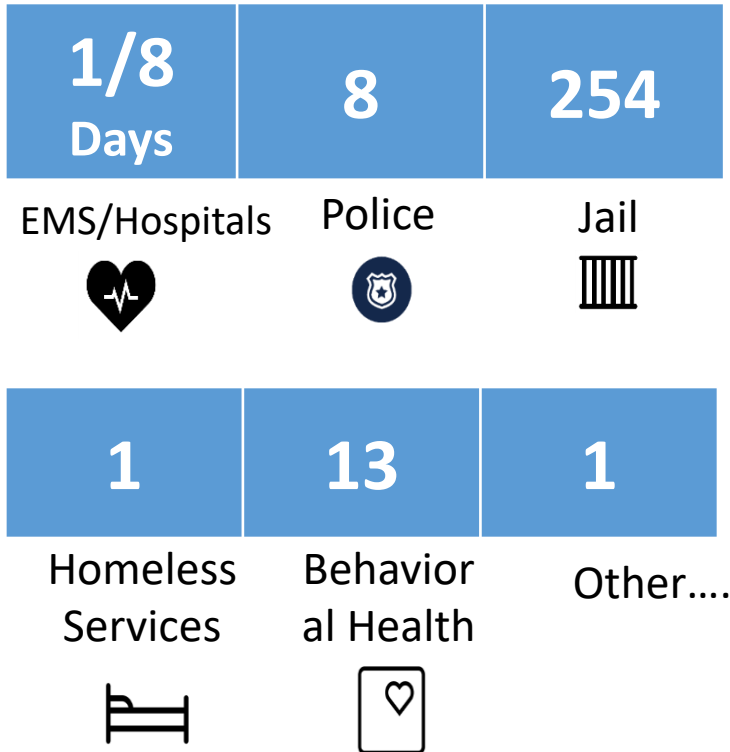 1/8
Days
8
254
EMS/Hospitals
Police
Jail
1
13
1
Homeless
Services
Behavior
al Health
Other....